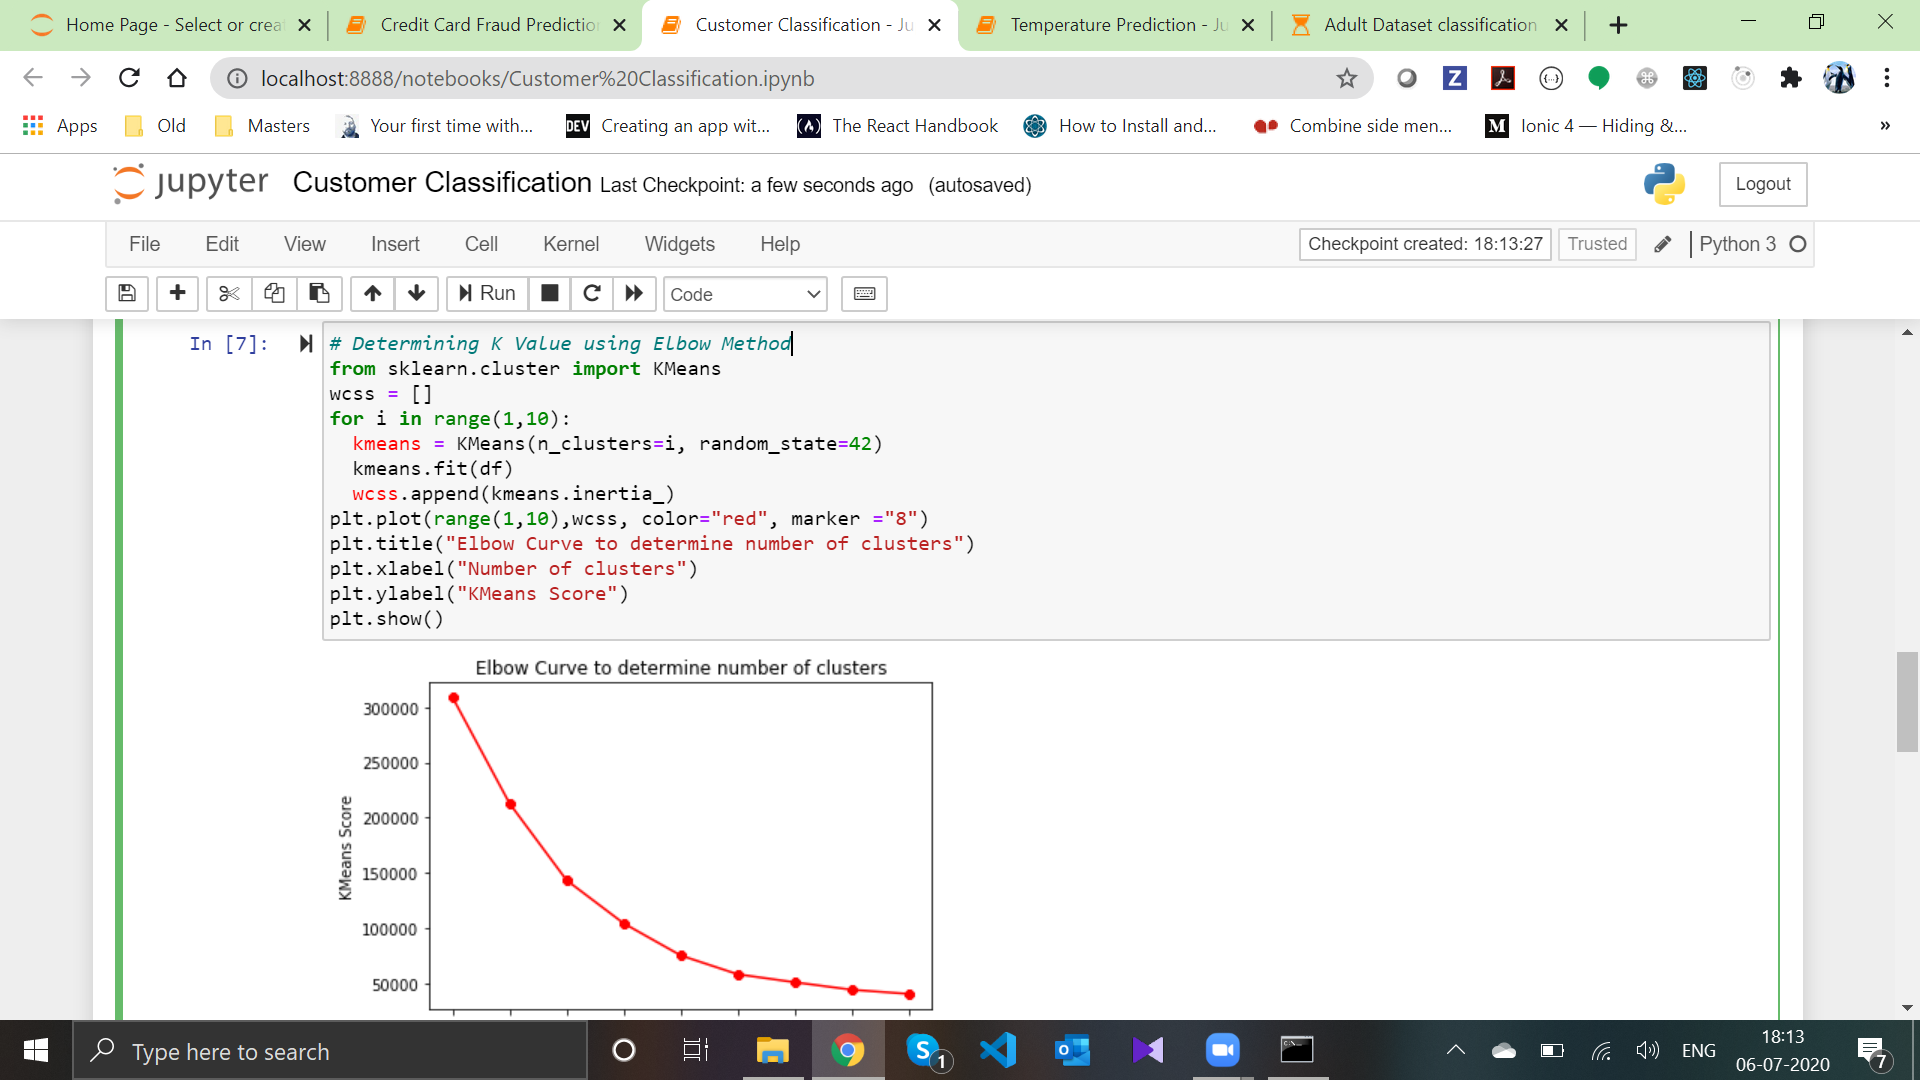 Home Page - Select or crea
Credit Card Fraud Prediction
Customer Classification - Ju
Temperature Prediction - Ju
Adult Dataset classification
localhost:8888/notebooks/Customer%20Classification.ipynb
Apps
Old
Masters
Your first time with...
DEV
Creating an app wit...
The React Handbook
How to Install and...
Combine side men...
M
Ionic 4 — Hiding &...
»
jupyter Customer Classification Last Checkpoint: a few seconds ago (autosaved)
Logout
File Edit View Insert Cell Kernel Widgets Help
Checkpoint created: 18:13:27
Trusted
Python 3
Run
Code
In [7]:
# Determining K Value using Elbow Method
from sklearn.cluster import KMeans
wcss = []
for i in range(1,10):
  kmeans = KMeans(n_clusters=i, random_state=42)
  kmeans.fit(df)
  wcss.append(kmeans.inertia_)
plt.plot(range(1,10),wcss, color="red", marker ="8")
plt.title("Elbow Curve to determine number of clusters")
plt.xlabel("Number of clusters")
plt.ylabel("KMeans Score")
plt.show()
Elbow Curve to determine number of clusters
300000
250000
200000
150000
100000
50000
KMeans Score
Type here to search
S
1
ENG
18:13
06-07-2020
7